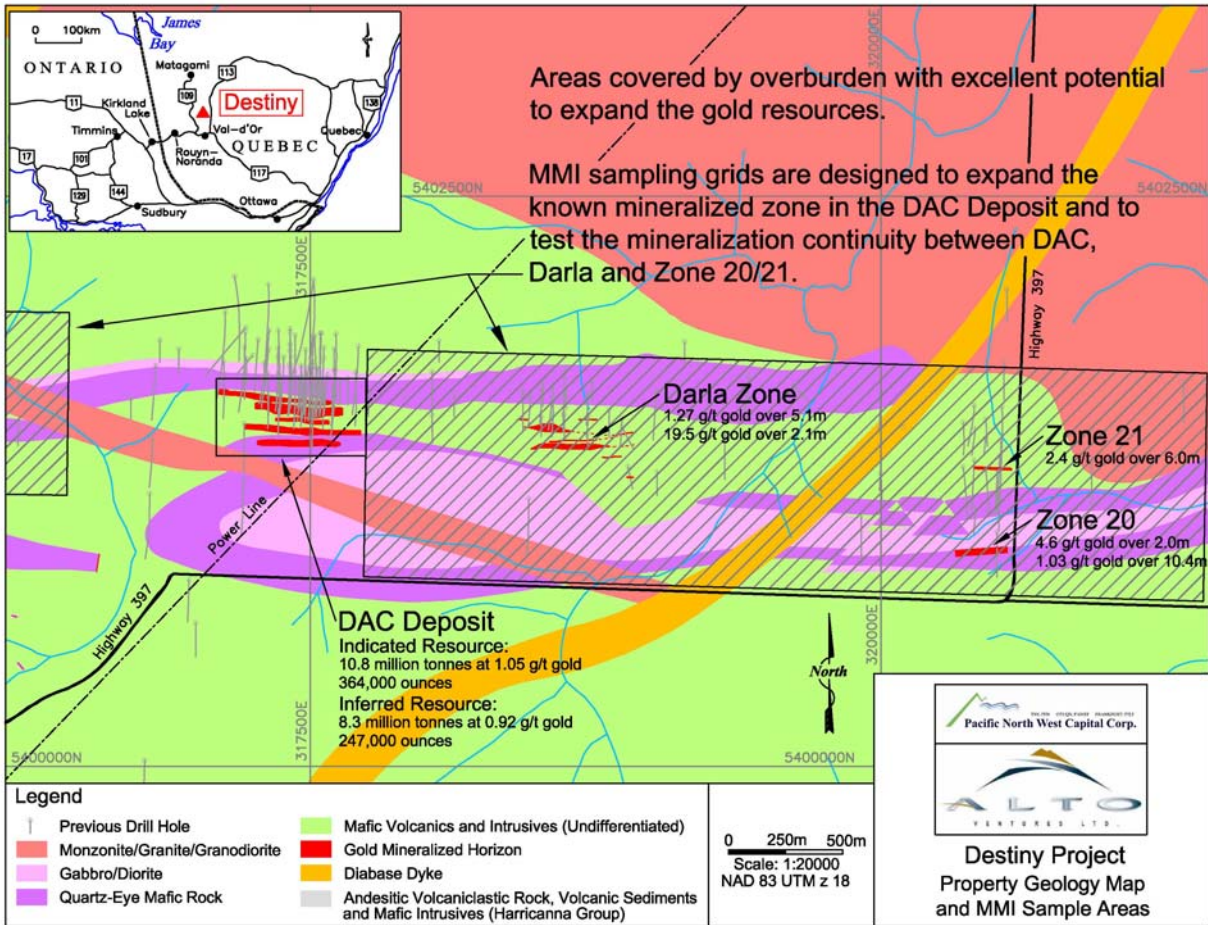 James
Bay
0 100km
ONTARIO
Matagami
113
109
Destiny
138
11
Kirkland
Lake
Timmins
Val-d'Or
Quebec
Rouyn-
Noranda
QUEBEC
17
101
117
144
129
Ottawa
Sudbury
Areas covered by overburden with excellent potential
to expand the gold resources.
MMI sampling grids are designed to expand the
known mineralized zone in the DAC Deposit and to
test the mineralization continuity between DAC,
Darla and Zone 20/21.
320000E
5402500N
5402500N
317500E
Highway 397
Darla Zone
1.27 g/t gold over 5.1m
19.5 g/t gold over 2.1m
Zone 21
2.4 g/t gold over 6.0m
Zone 20
4.6 g/t gold over 2.0m
1.03 g/t gold over 10.4m
Power Line
Highway 397
DAC Deposit
Indicated Resource:
10.8 million tonnes at 1.05 g/t gold
364,000 ounces
Inferred Resource:
8.3 million tonnes at 0.92 g/t gold
247,000 ounces
320000E
North
317500E
5400000N
5400000N
Pacific North West Capital Corp.
ALTO
VENTURES LTD.
Destiny Project
Property Geology Map
and MMI Sample Areas
Legend
Previous Drill Hole
Monzonite/Granite/Granodiorite
Gabbro/Diorite
Quartz-Eye Mafic Rock
Mafic Volcanics and Intrusives (Undifferentiated)
Gold Mineralized Horizon
Diabase Dyke
Andesitic Volcaniclastic Rock, Volcanic Sediments
and Mafic Intrusives (Harricanna Group)
0 250m 500m
Scale: 1:20000
NAD 83 UTM z 18